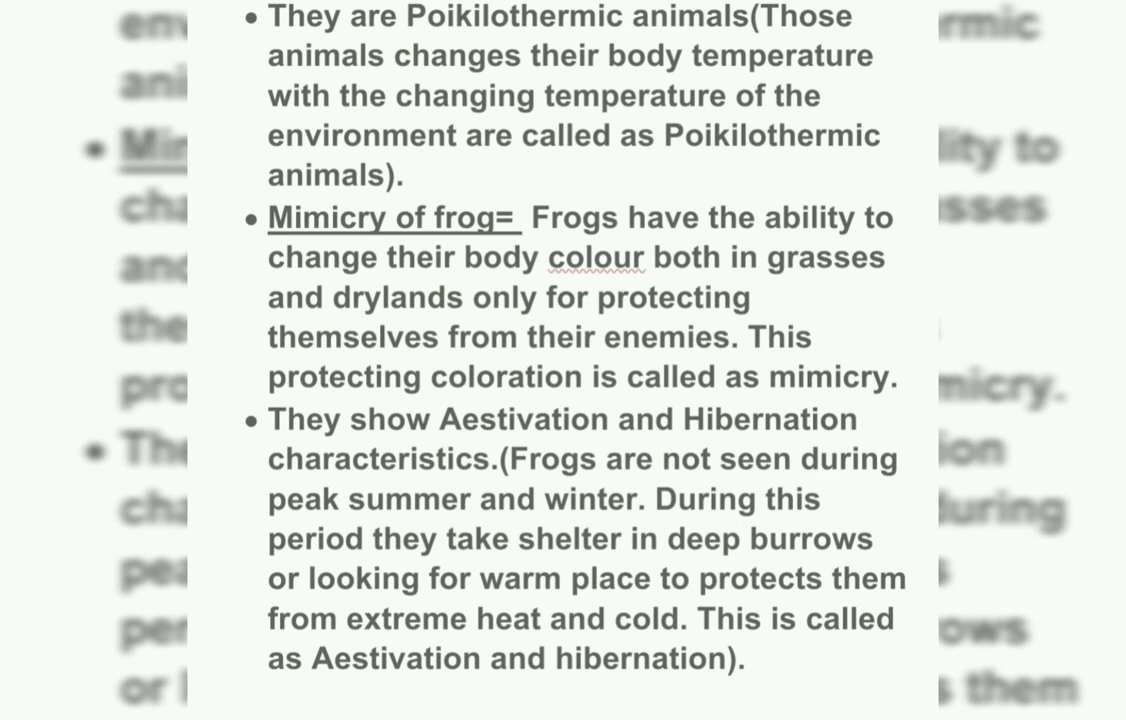 • They are Poikilothermic animals(Those
animals changes their body temperature
with the changing temperature of the
environment are called as Poikilothermic
animals).
• Mimicry of frog= Frogs have the ability to
change their body colour both in grasses
and drylands only for protecting
themselves from their enemies. This
protecting coloration is called as mimicry.
• They show Aestivation and Hibernation
characteristics.(Frogs are not seen during
peak summer and winter. During this
period they take shelter in deep burrows
or looking for warm place to protects them
from extreme heat and cold. This is called
as Aestivation and hibernation).